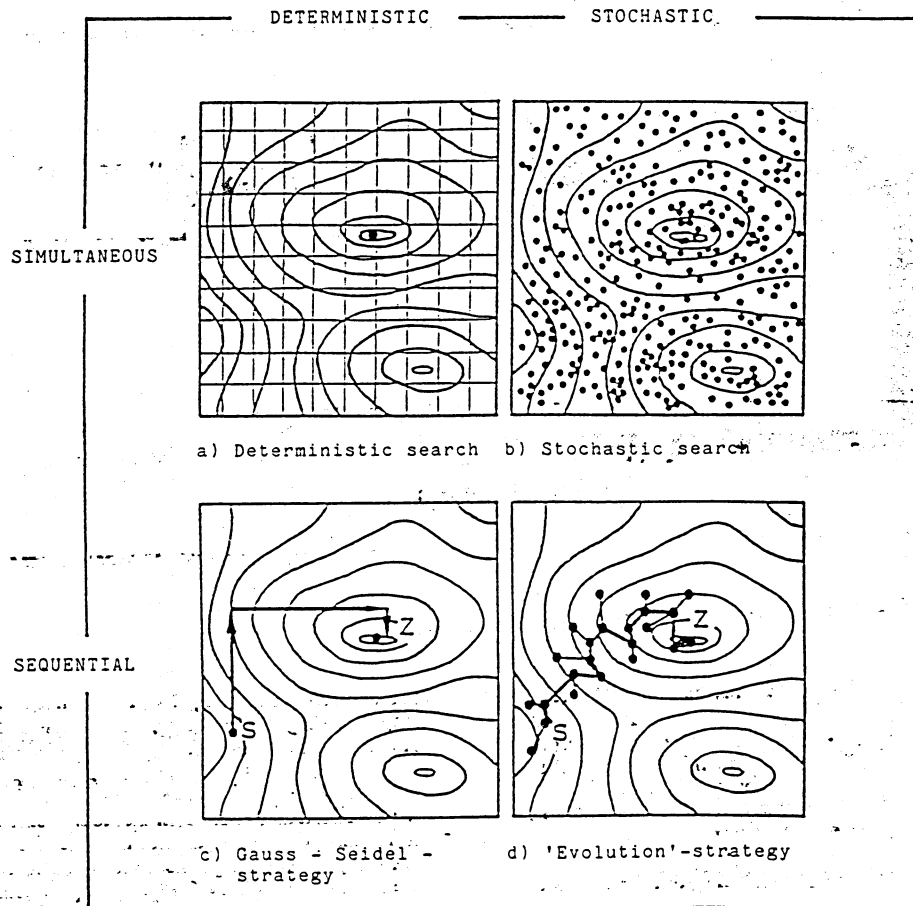 DETERMINISTIC STOCHASTIC
SIMULTANEOUS
a) Deterministic search b) Stochastic search
SEQUENTIAL
S Z
S Z
c) Gauss - Seidel - strategy
d) 'Evolution'-strategy